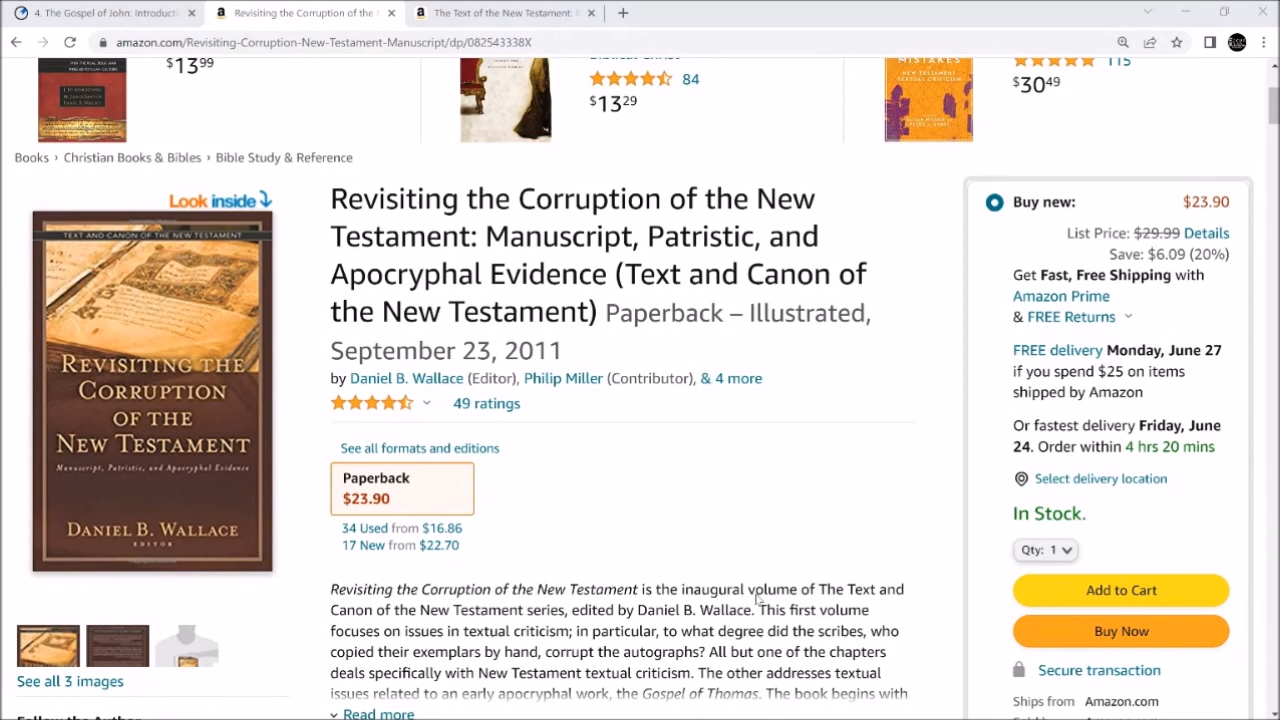 4. The Gospel of John: Introducti
Revisiting the Corruption of the
The Text of the New Testament:
amazon.com/Revisiting-Corruption-New-Testament-Manuscript/dp/082543338X
$13.99
84
$13.29
MISTAKES
NEW TESTAMENT
TEXTUAL CRITICISM
115
$30.49
Books › Christian Books & Bibles › Bible Study & Reference
Look inside
TEXT AND CANON OF THE NEW TESTAMENT
REVISITING THE
CORRUPTION
OF THE
NEW TESTAMENT
Manuscript, Patristic, and Apocryphal Evidence
DANIEL B. WALLACE
EDITOR
See all 3 images
Follow the Author
Revisiting the Corruption of the New
Testament: Manuscript, Patristic, and
Apocryphal Evidence (Text and Canon of
the New Testament) Paperback – Illustrated,
September 23, 2011
by Daniel B. Wallace (Editor), Philip Miller (Contributor), & 4 more
49 ratings
See all formats and editions
Paperback
$23.90
34 Used from $16.86
17 New from $22.70
Revisiting the Corruption of the New Testament is the inaugural volume of The Text and
Canon of the New Testament series, edited by Daniel B. Wallace. This first volume
focuses on issues in textual criticism; in particular, to what degree did the scribes, who
copied their exemplars by hand, corrupt the autographs? All but one of the chapters
deals specifically with New Testament textual criticism. The other addresses textual
issues related to an early apocryphal work, the Gospel of Thomas. The book begins with
Read more
Buy new: $23.90
List Price: $29.99 Details
Save: $6.09 (20%)
Get Fast, Free Shipping with
Amazon Prime
& FREE Returns
FREE delivery Monday, June 27
if you spend $25 on items
shipped by Amazon
Or fastest delivery Friday, June
24. Order within 4 hrs 20 mins
Select delivery location
In Stock.
Qty: 1
Add to Cart
Buy Now
Secure transaction
Ships from Amazon.com